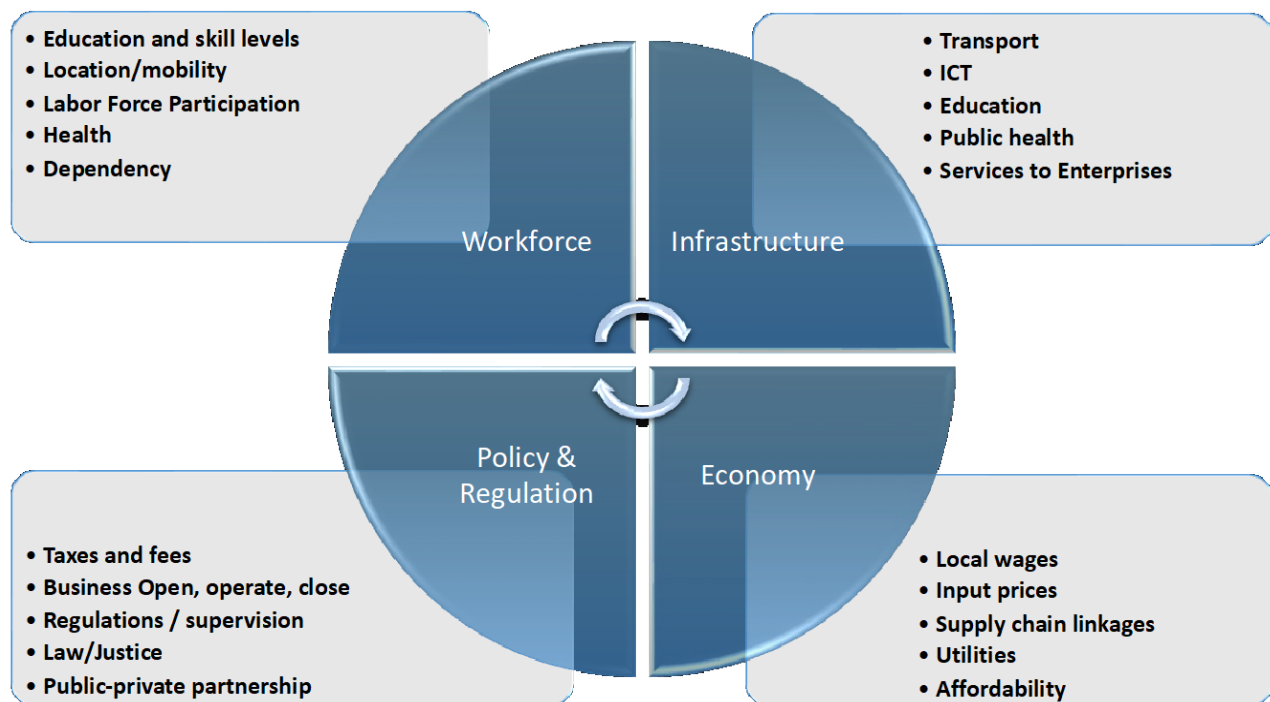 • Education and skill levels
• Location/mobility
• Labor Force Participation
• Health
• Dependency
• Transport
• ICT
• Education
• Public health
• Services to Enterprises
Workforce
Infrastructure
Policy &
Regulation
Economy
• Taxes and fees
• Business Open, operate, close
• Regulations / supervision
• Law/Justice
• Public-private partnership
• Local wages
• Input prices
• Supply chain linkages
• Utilities
• Affordability